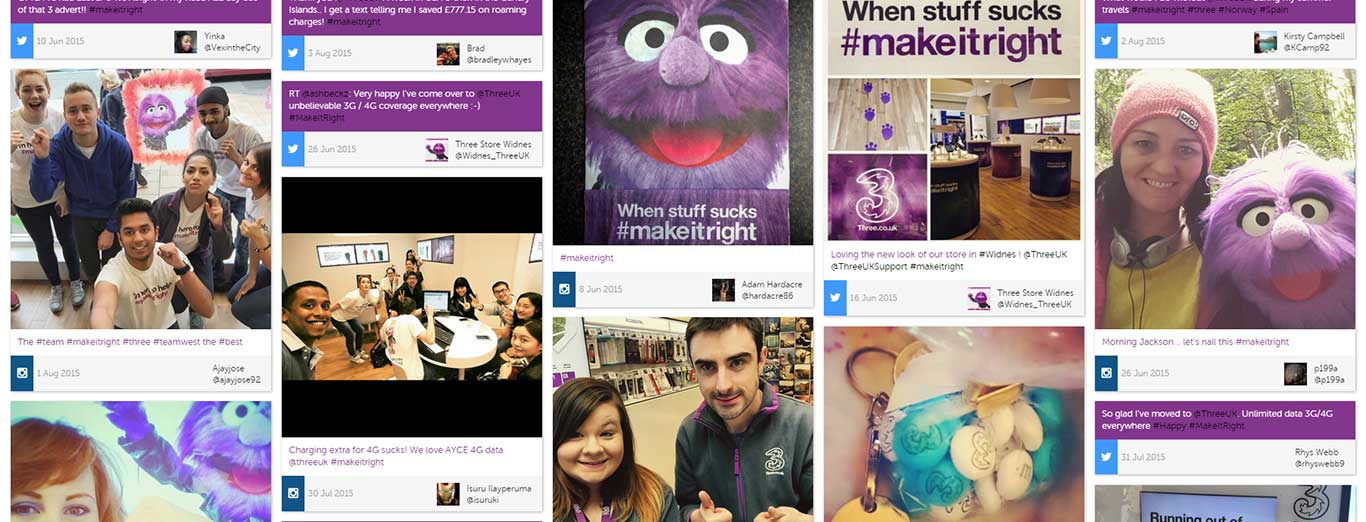 of that 3 advert!! #makeitright
10 Jun 2015
Yinka
@VexintheCity
The #team #makeitright #three #teamwest the #best
1 Aug 2015
Ajayjose
@ajayjose92
Islands.. I get a text telling me I saved £777.15 on roaming
charges! #makeitright
3 Aug 2015
Brad
@bradleywhayes
RT @ashbeckz: Very happy I've come over to @ThreeUK
unbelievable 3G / 4G coverage everywhere :-)
#MakeItRight
26 Jun 2015
Three Store Widnes
@Widnes_ThreeUK
Charging extra for 4G sucks! We love AYCE 4G data
@threeuk #makeitright
30 Jul 2015
Isuru Ilayperuma
@isuruki
When stuff sucks
#makeitright
#makeitright
8 Jun 2015
Adam Hardacre
@hardacre86
When stuff sucks
#makeitright
3
Three.co.uk
Loving the new look of our store in #Widnes ! @ThreeUK
@ThreeUKSupport #makeitright
16 Jun 2015
Three Store Widnes
@Widnes_ThreeUK
travels #makeitright #three #Norway #Spain
2 Aug 2015
Kirsty Campbell
@KCamp92
Morning Jackson .. let's nail this #makeitright
26 Jun 2015
p199a
@p199a
So glad I've moved to @ThreeUK. Unlimited data 3G/4G
everywhere #Happy #MakeItRight
31 Jul 2015
Rhys Webb
@rhyswebb9
Running out of